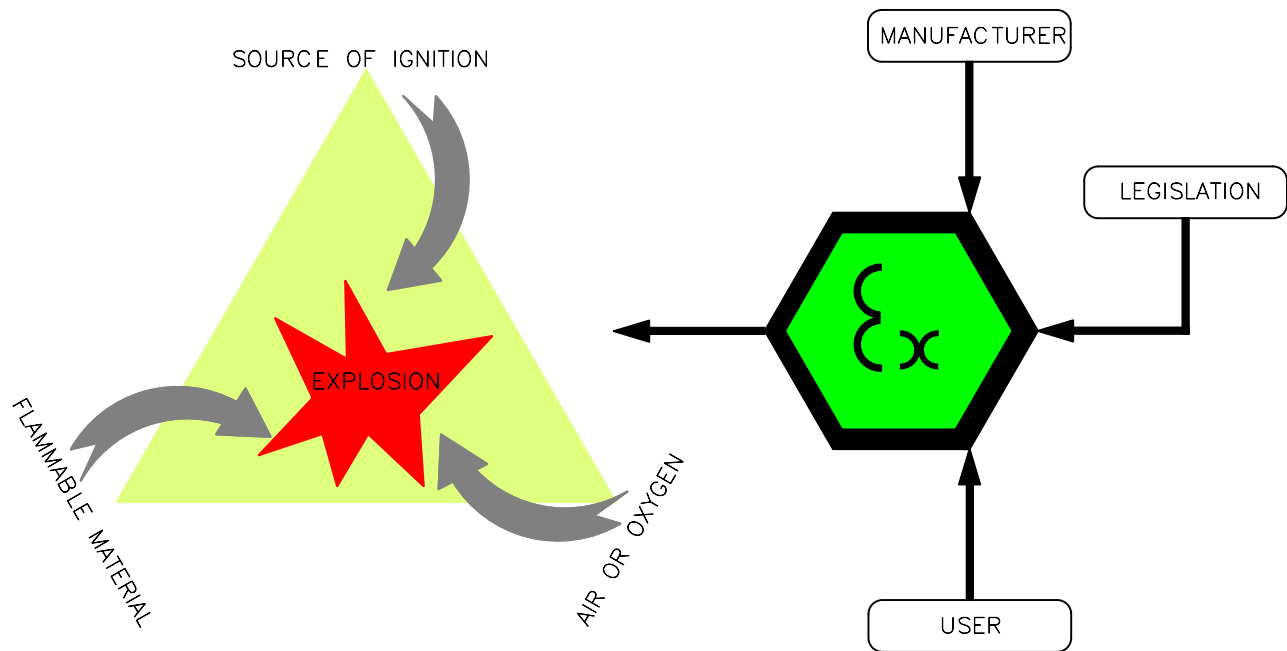 SOURCE OF IGNITION
EXPLOSION
FLAMMABLE MATERIAL
AIR OR OXYGEN
MANUFACTURER
LEGISLATION
Ex
USER